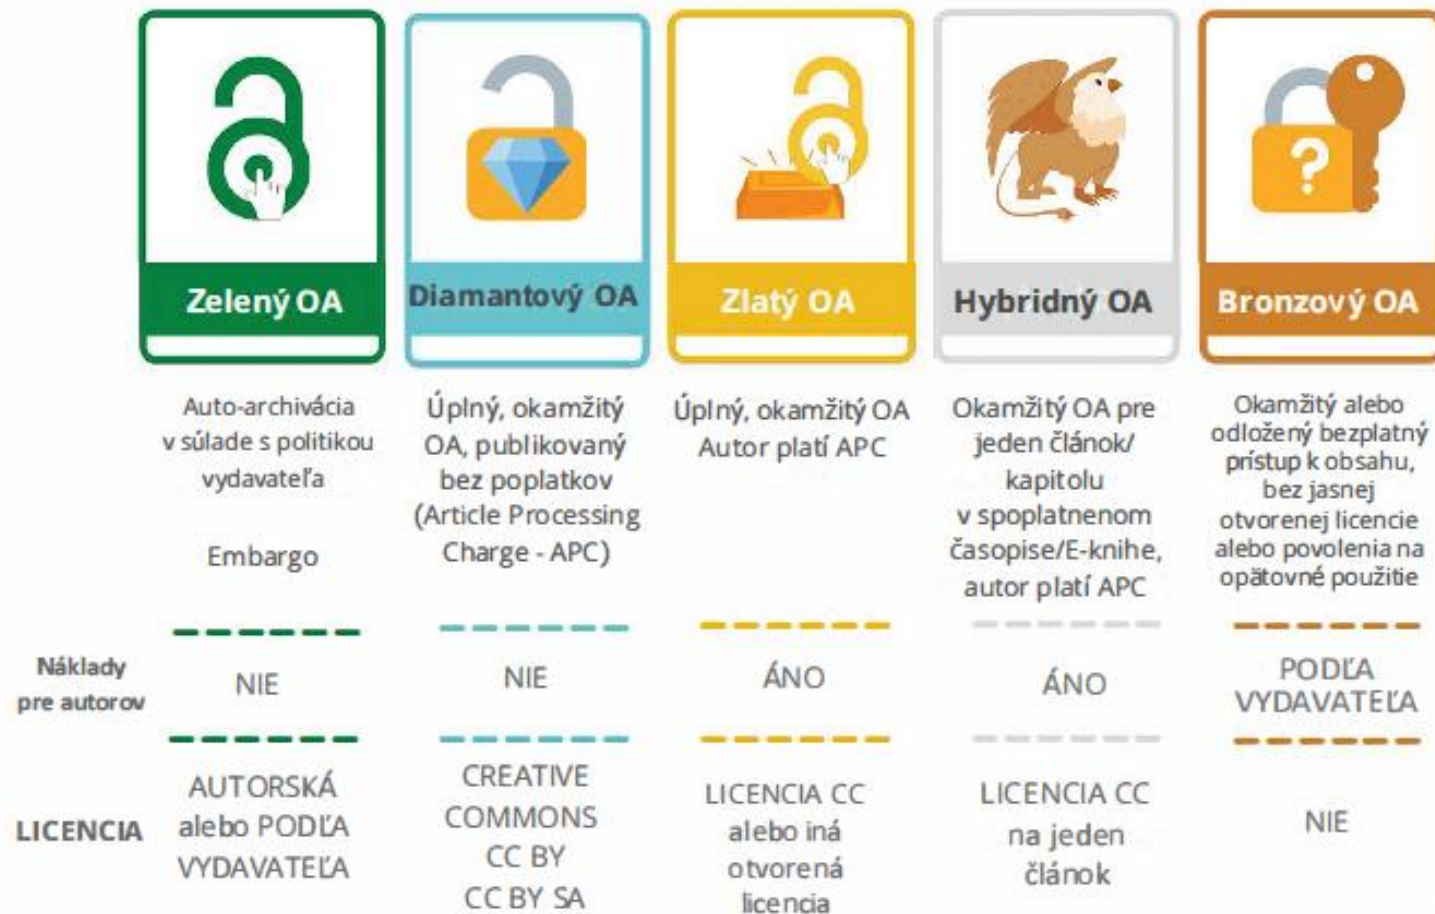 Zelený OA
Diamantový OA
Zlatý OA
Hybridný OA
Bronzový OA
Auto-archivácia
v súlade s politikou
vydavateľa
Embargo
Úplný, okamžitý
OA, publikovaný
bez poplatkov
(Article Processing
Charge - APC)
Úplný, okamžitý OA
Autor platí APC
Okamžitý OA pre
jeden článok/
kapitolu
v spoplatnenom
časopise/E-knihe,
autor platí APC
Okamžitý alebo
odložený bezplatný
prístup k obsahu,
bez jasnej
otvorenej licencie
alebo povolenia na
opätovné použitie
Náklady
pre autorov
NIE
NIE
ÁNO
ÁNO
PODĽA
VYDAVATEĽA
LICENCIA
AUTORSKÁ
alebo PODĽA
VYDAVATEĽA
CREATIVE
COMMONS
CC BY
CC BY SA
LICENCIA CC
alebo iná
otvorená
licencia
LICENCIA CC
na jeden
článok
NIE
?